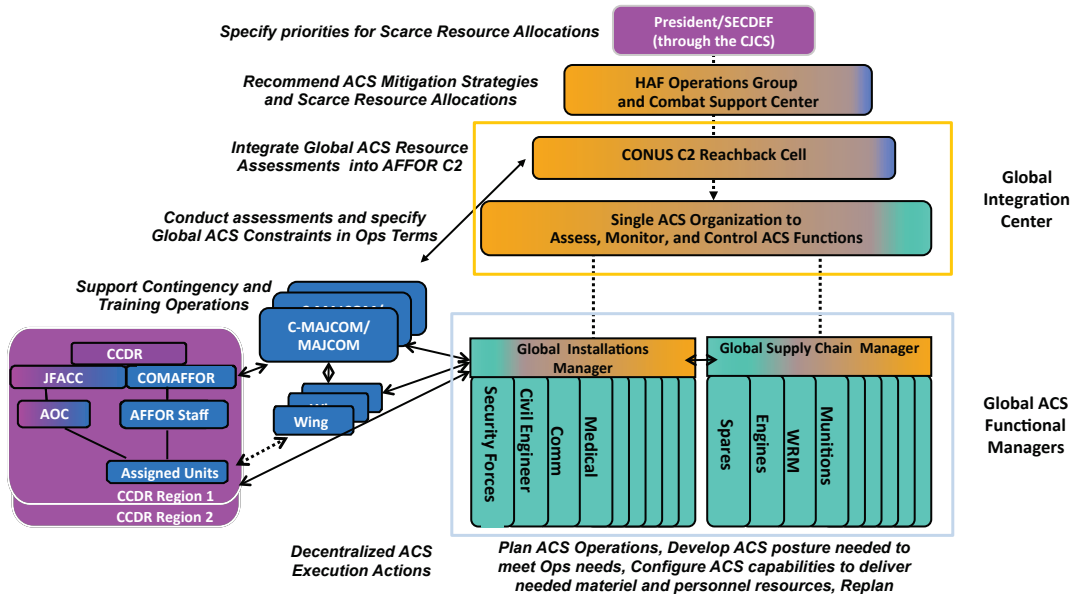 Specify priorities for Scarce Resource Allocations
President/SECDEF
(through the CJCS)
Recommend ACS Mitigation Strategies
and Scarce Resource Allocations
HAF Operations Group
and Combat Support Center
Integrate Global ACS Resource
Assessments into AFFOR C2
CONUS C2 Reachback Cell
Global
Integration
Center
Conduct assessments and specify
Global ACS Constraints in Ops Terms
Single ACS Organization to
Assess, Monitor, and Control ACS Functions
Support Contingency and
Training Operations
C-MAJCOM/
MAJCOM
CCDR
JFACC
COMAFFOR
AOC
AFFOR Staff
Wing
Assigned Units
CCDR Region 1
CCDR Region 2
Global Installations
Manager
Global Supply Chain Manager
Security Forces
Civil Engineer
Comm
Medical
Spares
Engines
WRM
Munitions
Global ACS
Functional
Managers
Decentralized ACS
Execution Actions
Plan ACS Operations, Develop ACS posture needed to
meet Ops needs, Configure ACS capabilities to deliver
needed materiel and personnel resources, Replan